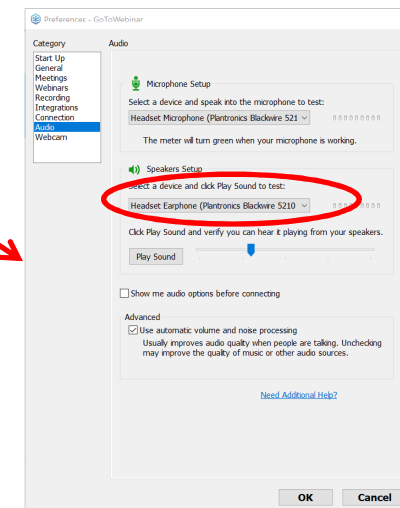 Preferences - GoToWebinar
Category
Audio
Start Up
General
Meetings
Webinars
Recording
Integrations
Connection
Audio
Webcam
Microphone Setup
Select a device and speak into the microphone to test:
Headset Microphone (Plantronics Blackwire 521
The meter will turn green when your microphone is working.
Speakers Setup
Select a device and click Play Sound to test:
Headset Earphone (Plantronics Blackwire 5210
Click Play Sound and verify you can hear it playing from your speakers.
Play Sound
Show me audio options before connecting
Advanced
Use automatic volume and noise processing
Usually improves audio quality when people are talking. Unchecking
may improve the quality of music or other audio sources.
Need Additional Help?
OK
Cancel